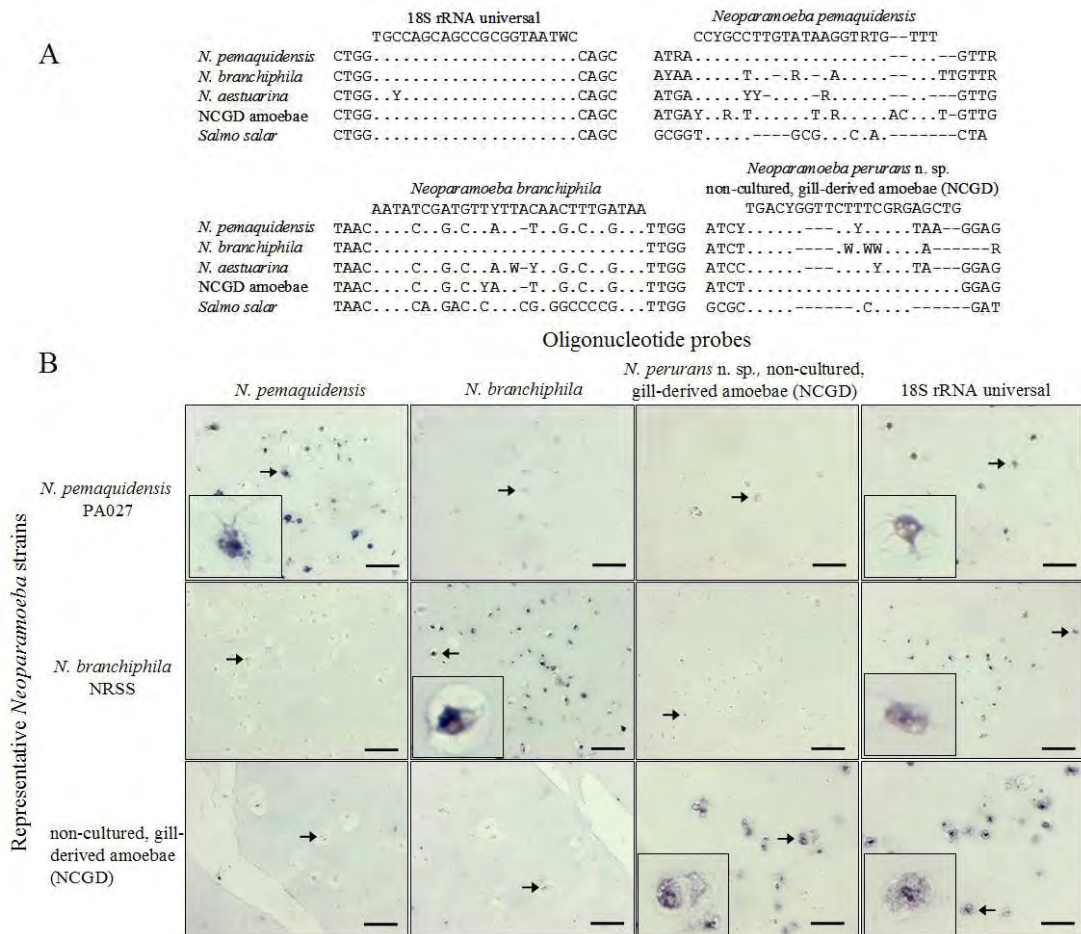 A
18S rRNA universal
TGCCAGCAGCCGCGGTAATWC
N. pemaquidensis CTGG.....................CAGC
N. branchiphila CTGG.....................CAGC
N. aestuarina CTGG..Y..................CAGC
NCGD amoebae CTGG.....................CAGC
Salmo salar CTGG.....................CAGC
Neoparamoeba pemaquidensis
CCYGCCTTGTATAAGGTRTG--TTT
ATRA....................--...--GTTR
AYAA.....T..--.R.--.A........TTGTTR
ATGA.....YY-.....-R.....--...--GTTG
ATGAY..R.T.......T.R.....AC..T-GTTG
GCGGT.....----GCG...C.A-------CTA
Neoparamoeba branchiphila
AATATCGATGTTYTTACAACTTTGATAA
N. pemaquidensis TAAC....C..G.C...A..-T..G.C..G...TTGG
N. branchiphila TAAC............................TTGG
N. aestuarina TAAC....C..G.C...A.W-Y..G.C..G...TTGG
NCGD amoebae TAAC....C..G.C.YA..-T..G.C..G...TTGG
Salmo salar TAAC....CA.GAC.C...CG.GGCCCCG...TTGG
Neoparamoeba perurans n. sp.
non-cultured, gill-derived amoebae (NCGD)
TGACYGGTTCTTTCGRGAGCTG
ATCY.....----..Y.....TAA--GGAG
ATCT.....-----.W.WW...A------R
ATCC.....----....Y...TA---GGAG
ATCT......................GGAG
GCGC.....------.C..-------GAT
B
Oligonucleotide probes
N. pemaquidensis
N. branchiphila
N. perurans n. sp., non-cultured,
gill-derived amoebae (NCGD)
18S rRNA universal
Representative Neoparamoeba strains
N. pemaquidensis
PA027
N. branchiphila
NRSS
non-cultured, gill-
derived amoebae
(NCGD)